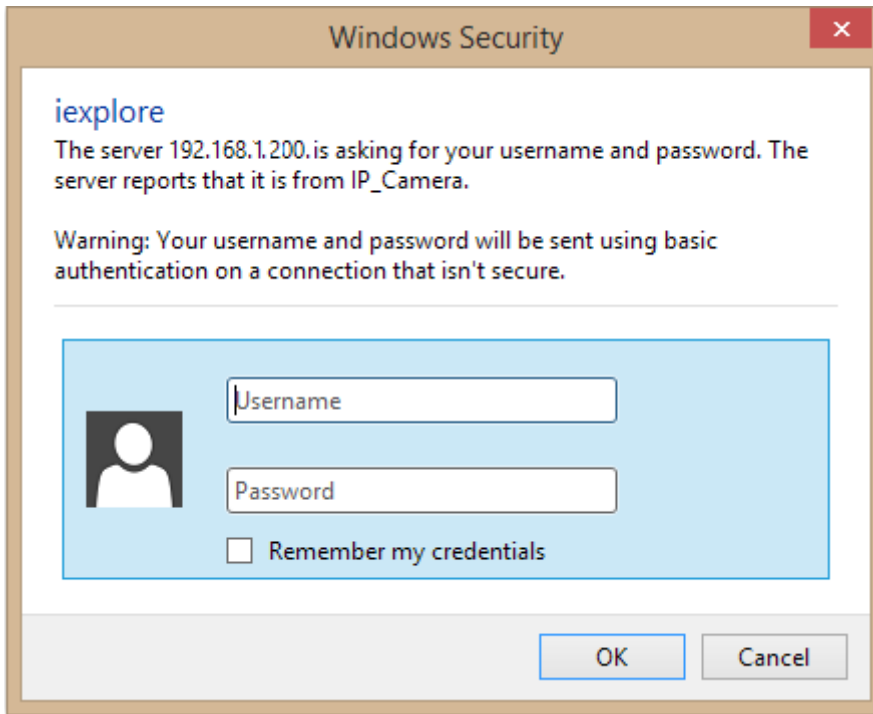 Windows Security
iexplore
The server 192.168.1.200.is asking for your username and password. The
server reports that it is from IP_Camera.
Warning: Your username and password will be sent using basic
authentication on a connection that isn't secure.
Username
Password
Remember my credentials
OK
Cancel